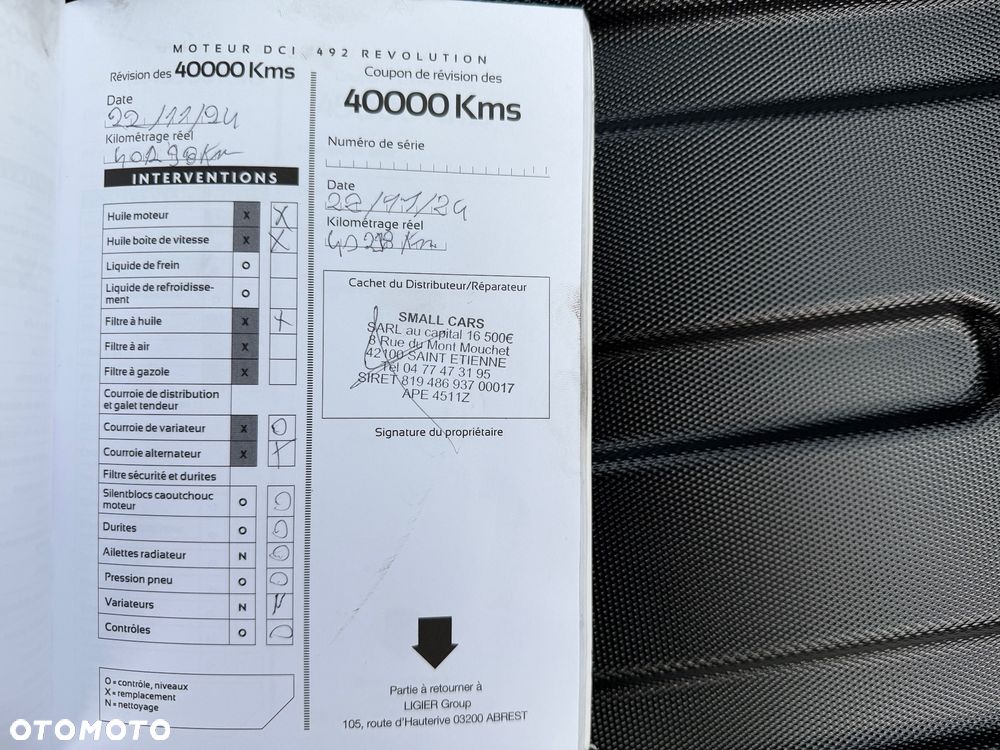 MOTEUR DCI 492 REVOLUTION
Révision des 40000 Kms
Date
22/11/24
Kilométrage réel
Km
INTERVENTIONS
Huile moteur X X
Huile boite de vitesse X X
Liquide de frein O
Liquide de refroidisse-
ment O
Filtre à huile X X
Filtre à air X
Filtre à gazole X
Courroie de distribution
et galet tendeur
Courroie de variateur X O
Courroie alternateur X X
Filtre sécurité et durites
Silentblocs caoutchouc
moteur O O
Durites O O
Ailettes radiateur N O
Pression pneu O O
Variateurs N N
Contrôles O O
O = contrôle, niveaux
X = remplacement
N = nettoyage
Coupon de révision des
40000 Kms
Numéro de série
Date
22/11/24
Kilométrage réel
Km
Cachet du Distributeur/Réparateur
SMALL CARS
SARL au capital 16 500€
8 Rue du Mont Mouchet
42100 SAINT ETIENNE
Tél 04 77 47 31 95
SIRET 819 486 937 00017
APE 4511Z
Signature du propriétaire
Partie à retourner à
LIGIER Group
105, route d'Hauterive 03200 ABREST
OTOMOTO